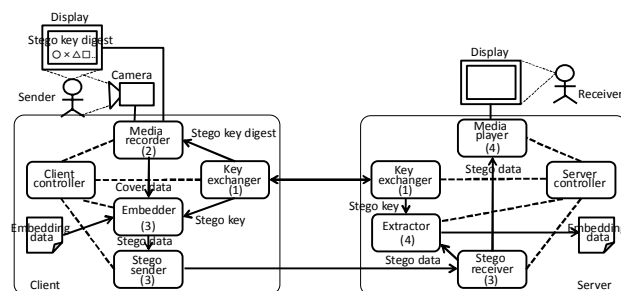 Display
Stego key digest
○ × △ □...
Camera
Sender
Display
Receiver
Media
recorder
(2)
Stego key digest
Media
player
(4)
Client
controller
Key
exchanger
(1)
Cover data
Stego data
Key
exchanger
(1)
Server
controller
Embedding
data
Embedder
(3)
Stego key
Stego key
Extractor
(4)
Embedding
data
Stego data
Stego
sender
(3)
Stego data
Stego
receiver
(3)
Client
Server